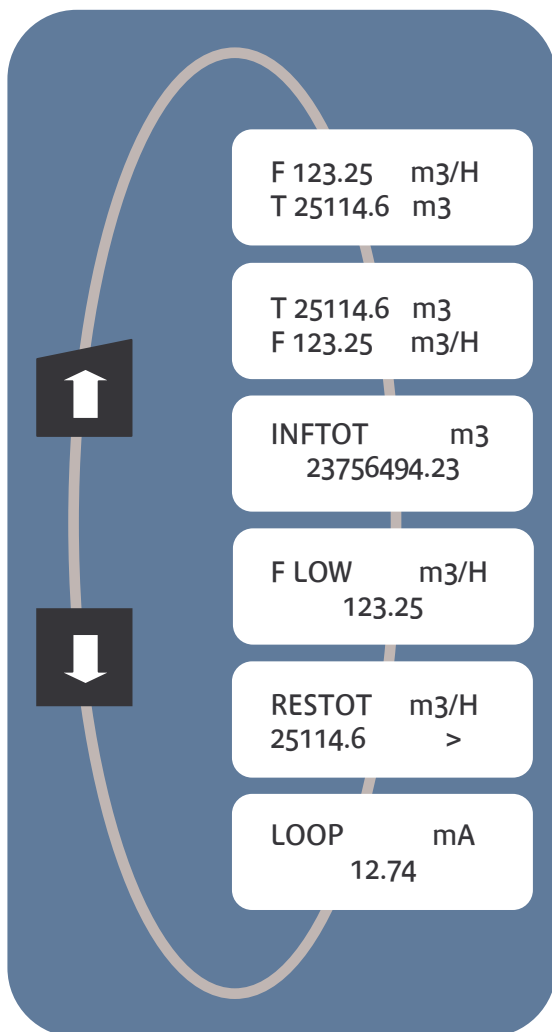 F 123.25 m3/H
T 25114.6 m3
T 25114.6 m3
F 123.25 m3/H
INFTOT m3
23756494.23
F LOW m3/H
123.25
RESTOT m3/H
25114.6 >
LOOP mA
12.74